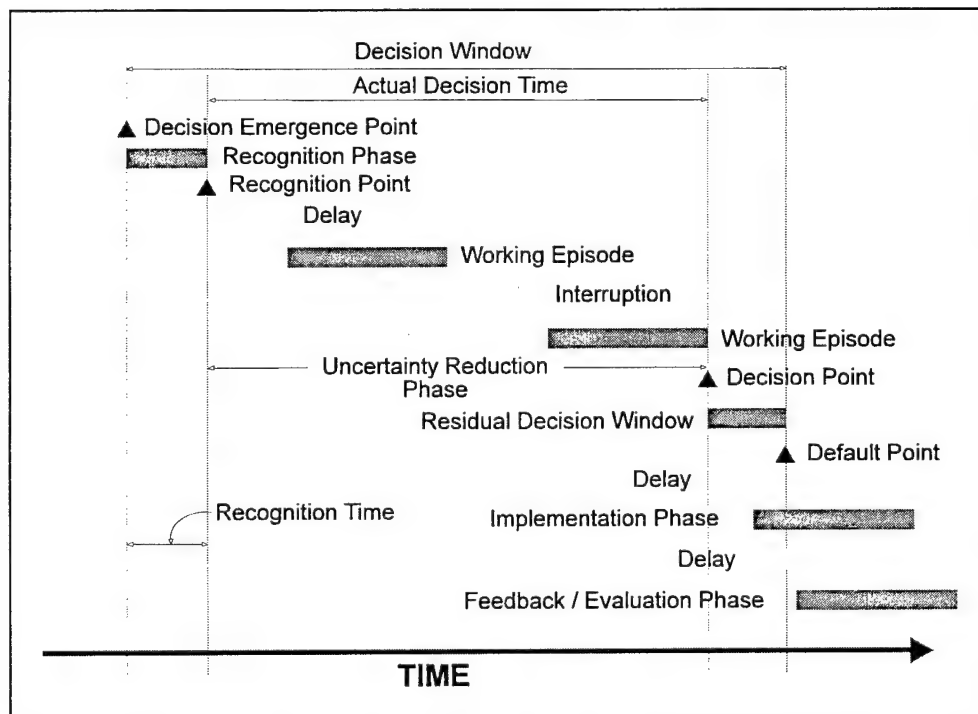 Decision Window
Actual Decision Time
Decision Emergence Point
Recognition Phase
Recognition Point
Delay
Working Episode
Interruption
Working Episode
Uncertainty Reduction
Phase
Decision Point
Residual Decision Window
Default Point
Delay
Recognition Time
Implementation Phase
Delay
Feedback / Evaluation Phase
TIME